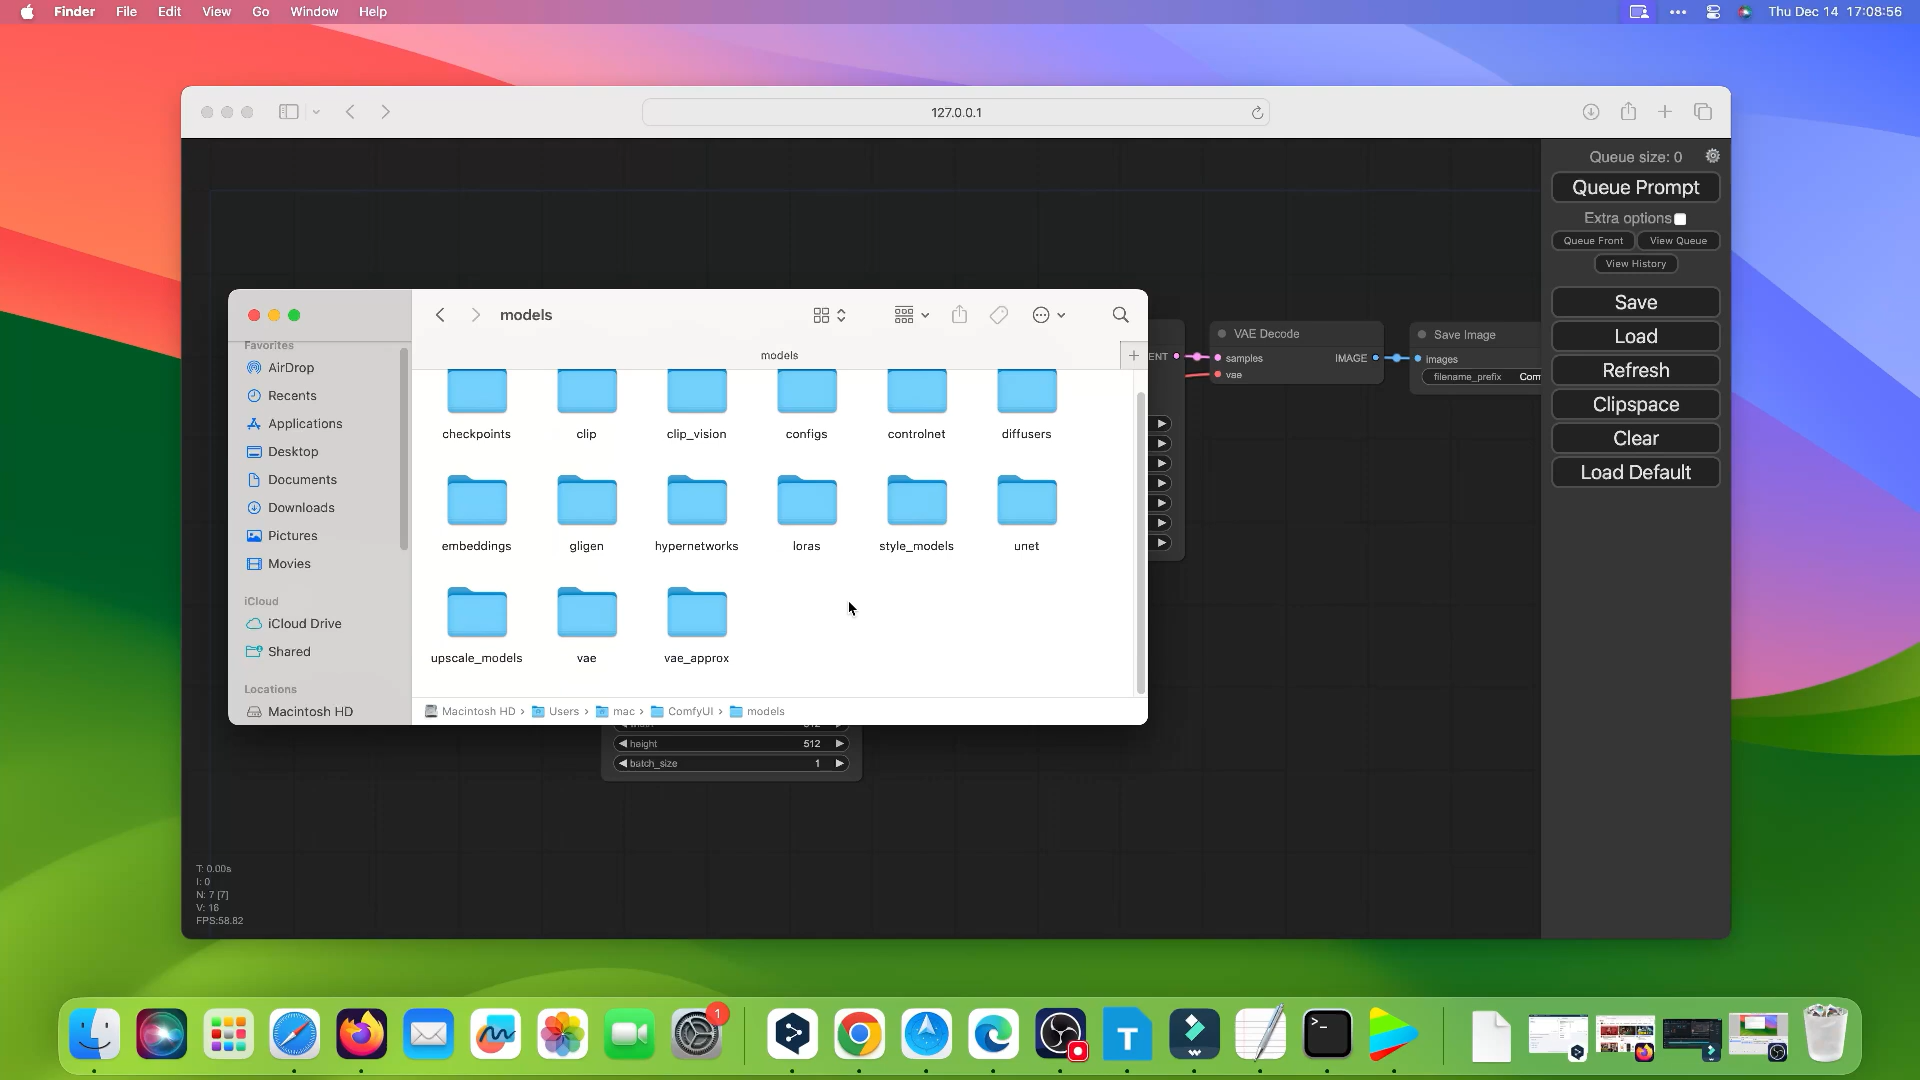 Finder File Edit View Go Window Help
Thu Dec 14 17:08:56
127.0.0.1
Queue size: 0
Queue Prompt
Extra options
Queue Front View Queue
View History
Save
Load
Refresh
Clipspace
Clear
Load Default
models
models
Favorites
AirDrop
Recents
Applications
Desktop
Documents
Downloads
Pictures
Movies
iCloud
iCloud Drive
Shared
Locations
Macintosh HD
checkpoints clip clip_vision configs controlnet diffusers
embeddings gligen hypernetworks loras style_models unet
upscale_models vae vae_approx
Macintosh HD › Users › mac › ComfyUI › models
ENT
VAE Decode
samples IMAGE
vae
Save Image
images
filename_prefix Com
height 512
batch_size 1
T: 0.00s
I: 0
N: 7 [7]
V: 16
FPS:58.82
1
T